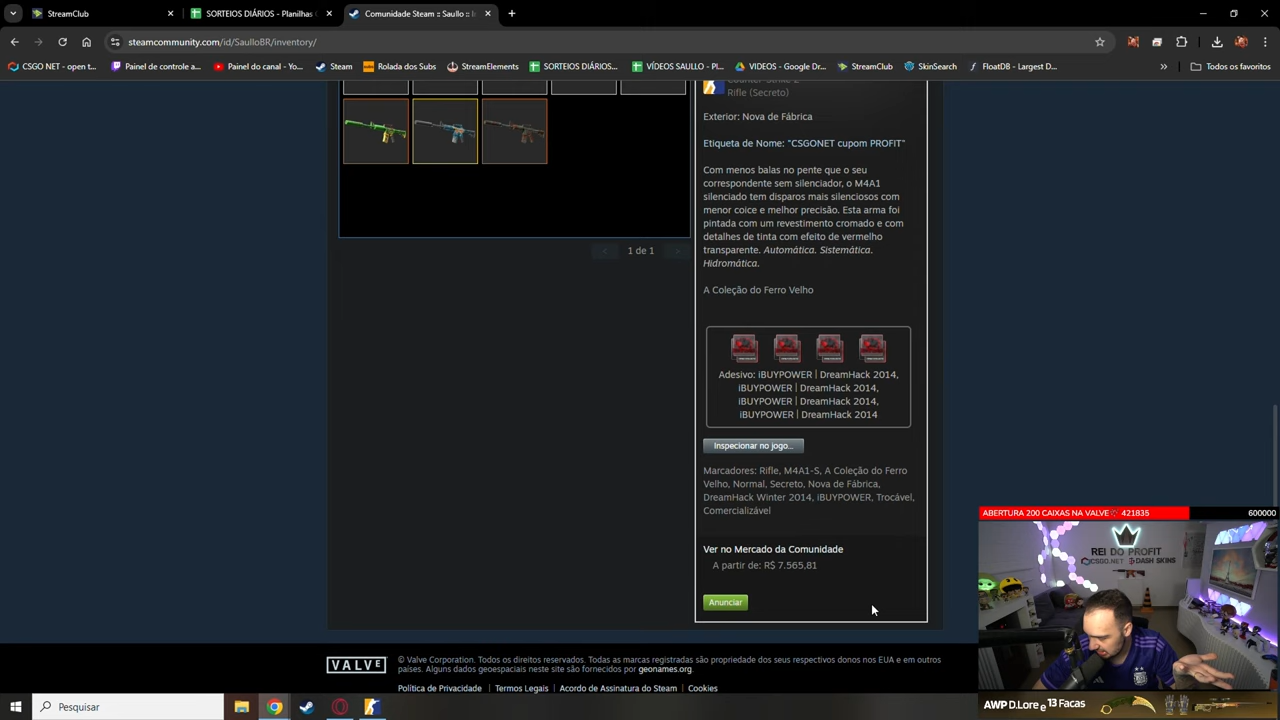 StreamClub
SORTEIOS DIÁRIOS - Planilhas
Comunidade Steam :: Saullo ::
steamcommunity.com/id/SaulloBR/inventory/
CSGO NET - open t...
Painel de controle a...
Painel do canal - Yo...
Steam
Rolada dos Subs
StreamElements
SORTEIOS DIÁRIOS...
VÍDEOS SAULLO - Pl...
VIDEOS - Google Dr...
StreamClub
SkinSearch
FloatDB - Largest D...
Todos os favoritos
Rifle (Secreto)
Exterior: Nova de Fábrica
Etiqueta de Nome: "CSGONET cupom PROFIT"
Com menos balas no pente que o seu
correspondente sem silenciador, o M4A1
silenciado tem disparos mais silenciosos com
menor coice e melhor precisão. Esta arma foi
pintada com um revestimento cromado e com
detalhes de tinta com efeito de vermelho
transparente. Automática. Sistemática.
Hidromática.
1 de 1
A Coleção do Ferro Velho
Adesivo: iBUYPOWER | DreamHack 2014,
iBUYPOWER | DreamHack 2014,
iBUYPOWER | DreamHack 2014,
iBUYPOWER | DreamHack 2014
Inspecionar no jogo...
Marcadores: Rifle, M4A1-S, A Coleção do Ferro
Velho, Normal, Secreto, Nova de Fábrica,
DreamHack Winter 2014, iBUYPOWER, Trocável,
Comercializável
Ver no Mercado da Comunidade
A partir de: R$ 7.565,81
Anunciar
ABERTURA 200 CAIXAS NA VALVE 421835 600000
REI DO PROFIT
CSGO.NET DASH SKINS
VALVE
© Valve Corporation. Todos os direitos reservados. Todas as marcas registradas são propriedade dos seus respectivos donos nos EUA e em outros
países. Alguns dados geoespaciais neste site são fornecidos por geonames.org.
Política de Privacidade | Termos Legais | Acordo de Assinatura do Steam | Cookies
Pesquisar
AWP D.Lore e 13 Facas